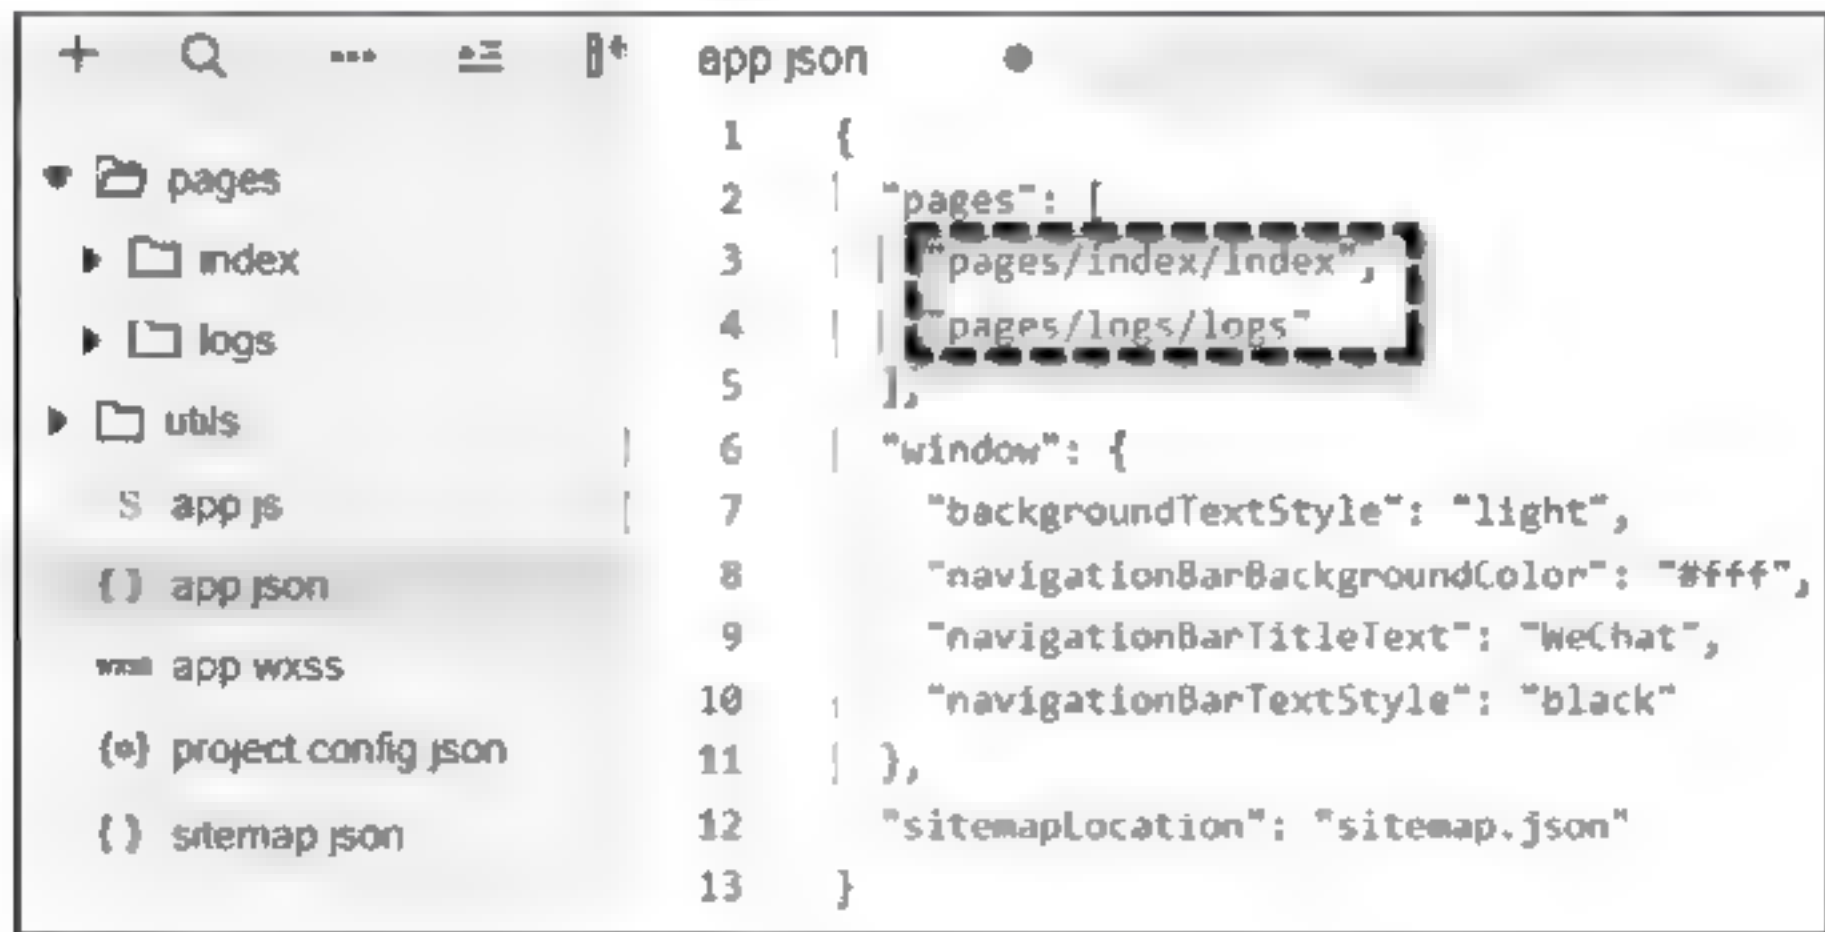 app json
pages
index
logs
utils
app js
app json
app wxss
project config json
sitemap json
1 {
2 "pages": [
3 "pages/index/index",
4 "pages/logs/logs"
5 ],
6 "window": {
7 "backgroundTextStyle": "light",
8 "navigationBarBackgroundColor": "#fff",
9 "navigationBarTitleText": "WeChat",
10 "navigationBarTextStyle": "black"
11 },
12 "sitemapLocation": "sitemap.json"
13 }